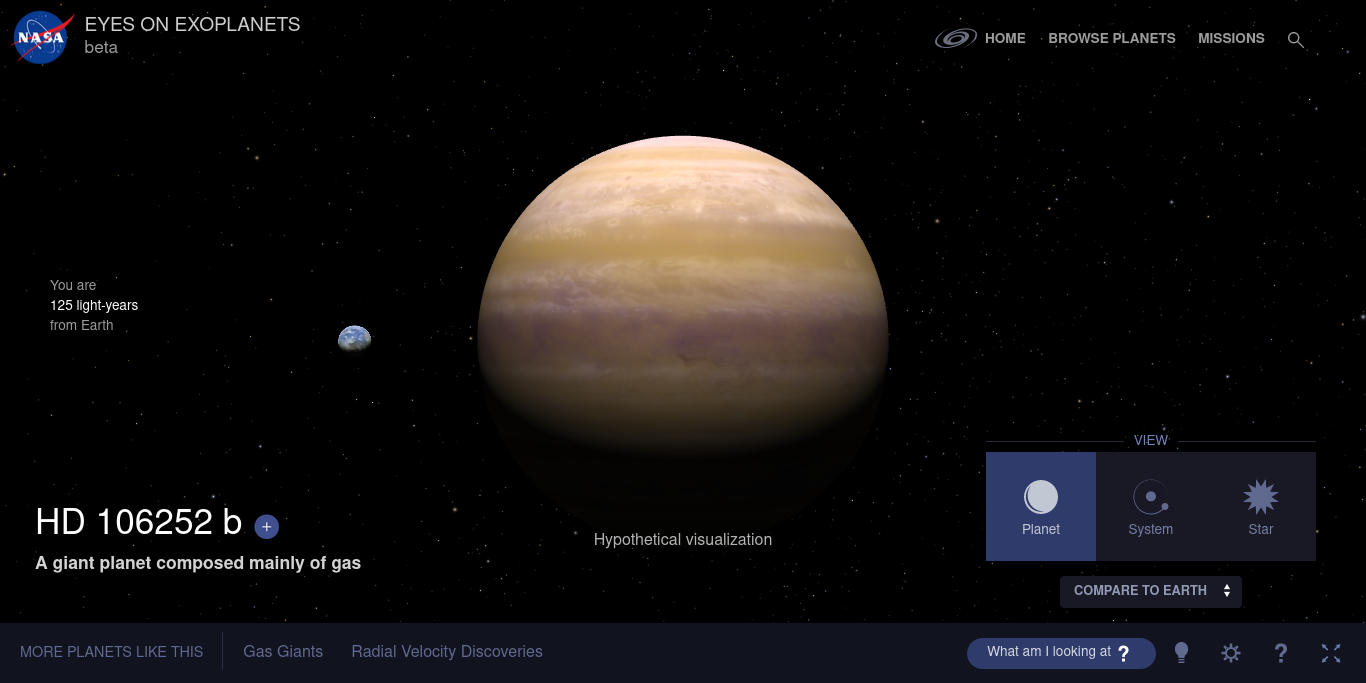 NASA
EYES ON EXOPLANETS
beta
HOME
BROWSE PLANETS
MISSIONS
You are
125 light-years
from Earth
VIEW
Planet
System
Star
HD 106252 b +
Hypothetical visualization
A giant planet composed mainly of gas
COMPARE TO EARTH
MORE PLANETS LIKE THIS
Gas Giants
Radial Velocity Discoveries
What am I looking at ?
?